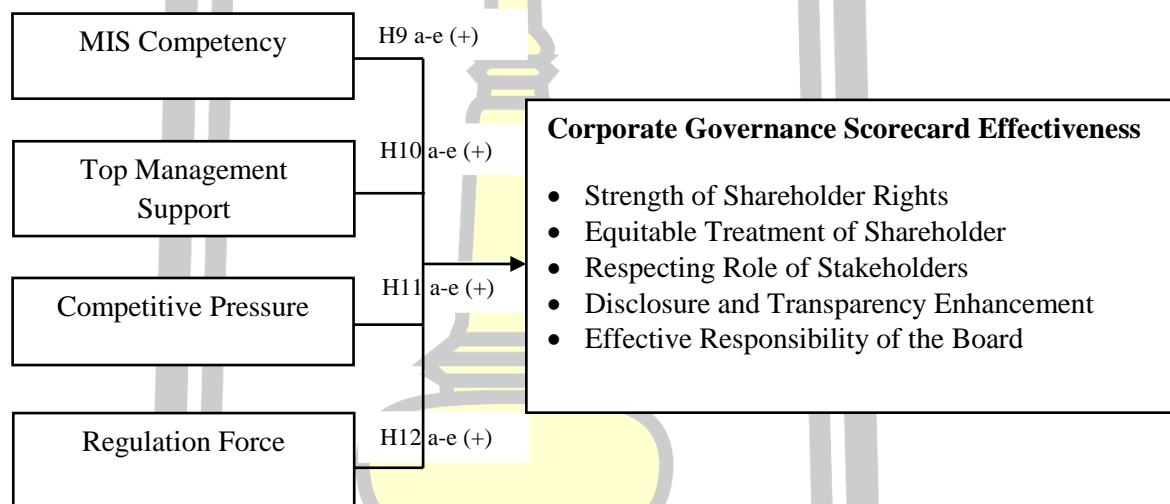 MIS Competency
H9 a-e (+)
Top Management
Support
H10 a-e (+)
Competitive Pressure
H11 a-e (+)
Regulation Force
H12 a-e (+)
Corporate Governance Scorecard Effectiveness
• Strength of Shareholder Rights
• Equitable Treatment of Shareholder
• Respecting Role of Stakeholders
• Disclosure and Transparency Enhancement
• Effective Responsibility of the Board